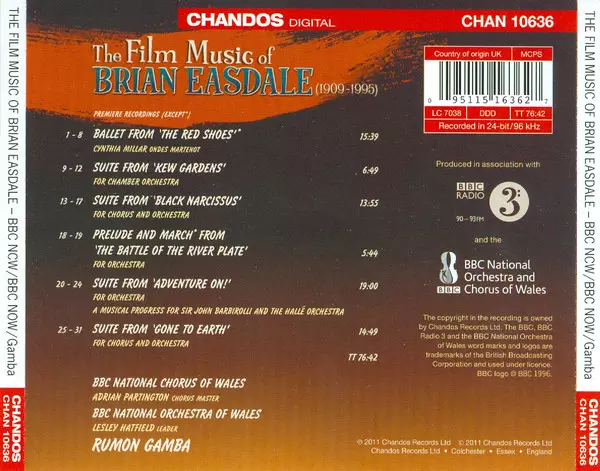 CHANDOS DIGITAL
CHAN 10636
The Film Music of
BRIAN EASDALE (1909-1995)
PREMIERE RECORDINGS (EXCEPT*)
1 - 8 BALLET FROM 'THE RED SHOES'* 15:39
CYNTHIA MILLAR ONDES MARTENOT
9 - 12 SUITE FROM 'KEW GARDENS' 6:49
FOR CHAMBER ORCHESTRA
13 - 17 SUITE FROM 'BLACK NARCISSUS' 13:55
FOR CHORUS AND ORCHESTRA
18 - 19 PRELUDE AND MARCH* FROM
'THE BATTLE OF THE RIVER PLATE' 5:44
FOR ORCHESTRA
20 - 24 SUITE FROM 'ADVENTURE ON!' 19:00
FOR ORCHESTRA
A MUSICAL PROGRESS FOR SIR JOHN BARBIROLLI AND THE HALLÉ ORCHESTRA
25 - 31 SUITE FROM 'GONE TO EARTH' 14:49
FOR CHORUS AND ORCHESTRA
TT 76:42
BBC NATIONAL CHORUS OF WALES
ADRIAN PARTINGTON CHORUS MASTER
BBC NATIONAL ORCHESTRA OF WALES
LESLEY HATFIELD LEADER
RUMON GAMBA
Country of origin UK MCPS
0 95115 16362 7
LC 7038 DDD TT 76:42
Recorded in 24-bit/96 kHz
Produced in association with
BBC
RADIO
3
90 – 93 FM
and the
BBC
BBC National
Orchestra and
Chorus of Wales
The copyright in the recording is owned
by Chandos Records Ltd. The BBC, BBC
Radio 3 and the BBC National Orchestra
of Wales word marks and logos are
trademarks of the British Broadcasting
Corporation and used under licence.
BBC logo © BBC 1996.
℗ 2011 Chandos Records Ltd © 2011 Chandos Records Ltd
Chandos Records Ltd • Colchester • Essex • England
THE FILM MUSIC OF BRIAN EASDALE – BBC NCW/BBC NOW/Gamba
CHANDOS
CHAN 10636
THE FILM MUSIC OF BRIAN EASDALE – BBC NCW/BBC NOW/Gamba
CHANDOS
CHAN 10636